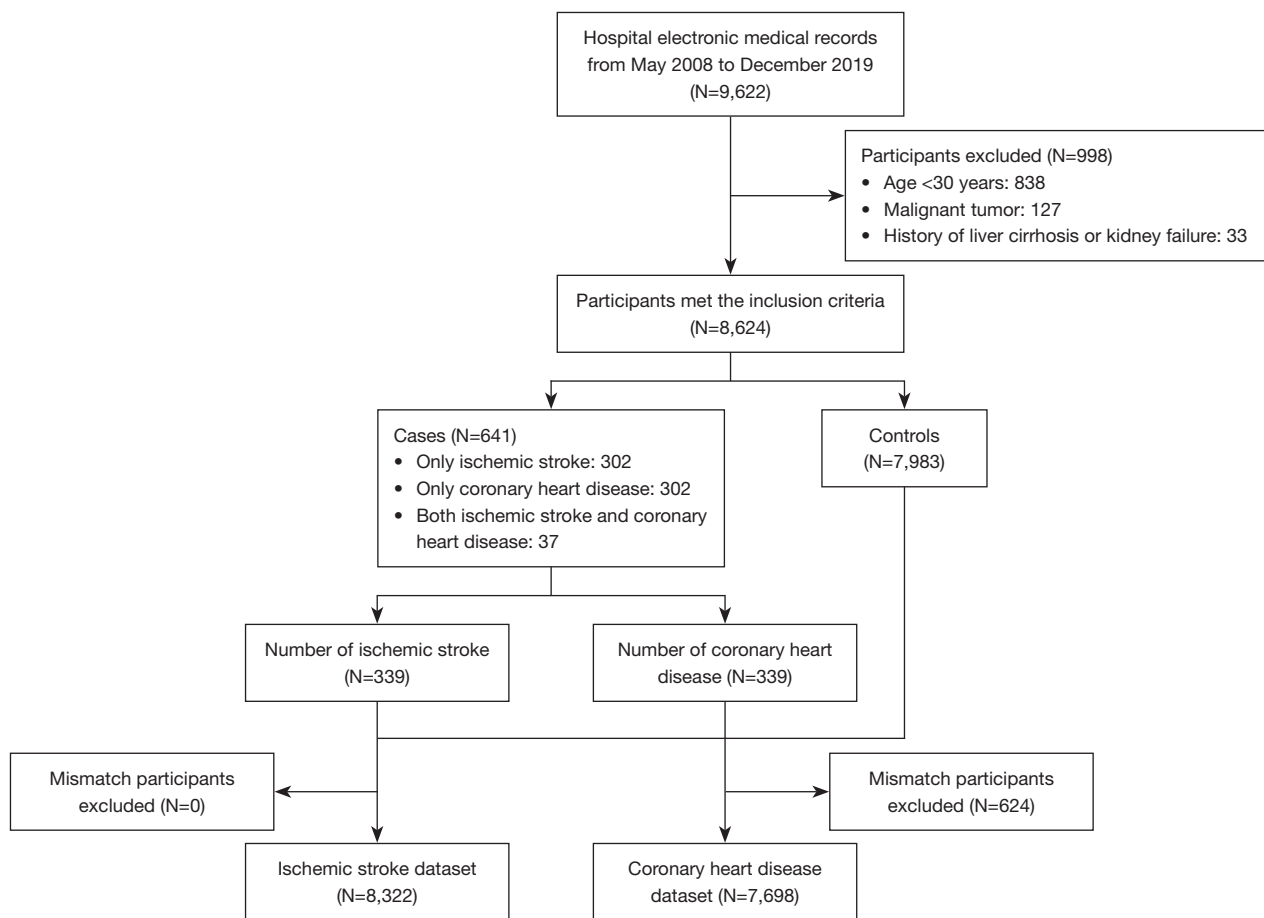 Hospital electronic medical records
from May 2008 to December 2019
(N=9,622)
Participants excluded (N=998)
• Age <30 years: 838
• Malignant tumor: 127
• History of liver cirrhosis or kidney failure: 33
Participants met the inclusion criteria
(N=8,624)
Cases (N=641)
• Only ischemic stroke: 302
• Only coronary heart disease: 302
• Both ischemic stroke and coronary
heart disease: 37
Controls
(N=7,983)
Number of ischemic stroke
(N=339)
Number of coronary heart
disease (N=339)
Mismatch participants
excluded (N=0)
Mismatch participants
excluded (N=624)
Ischemic stroke dataset
(N=8,322)
Coronary heart disease
dataset (N=7,698)